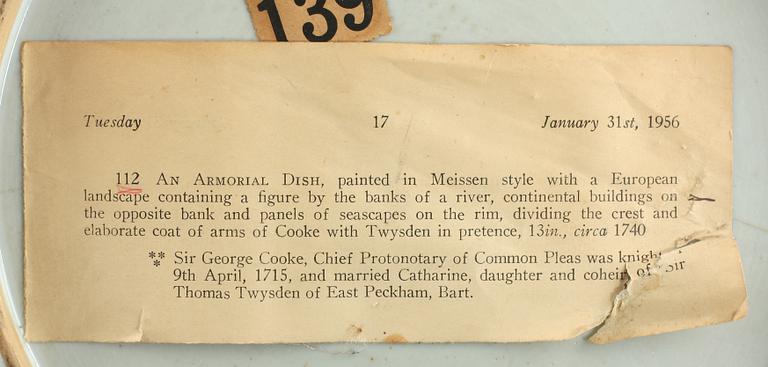 139
Tuesday 17 January 31st, 1956
112 AN ARMORIAL DISH, painted in Meissen style with a European
landscape containing a figure by the banks of a river, continental buildings on
the opposite bank and panels of seascapes on the rim, dividing the crest and
elaborate coat of arms of Cooke with Twysden in pretence, 13in., circa 1740
*** Sir George Cooke, Chief Protonotary of Common Pleas was knight
9th April, 1715, and married Catharine, daughter and coheir of Sir
Thomas Twysden of East Peckham, Bart.